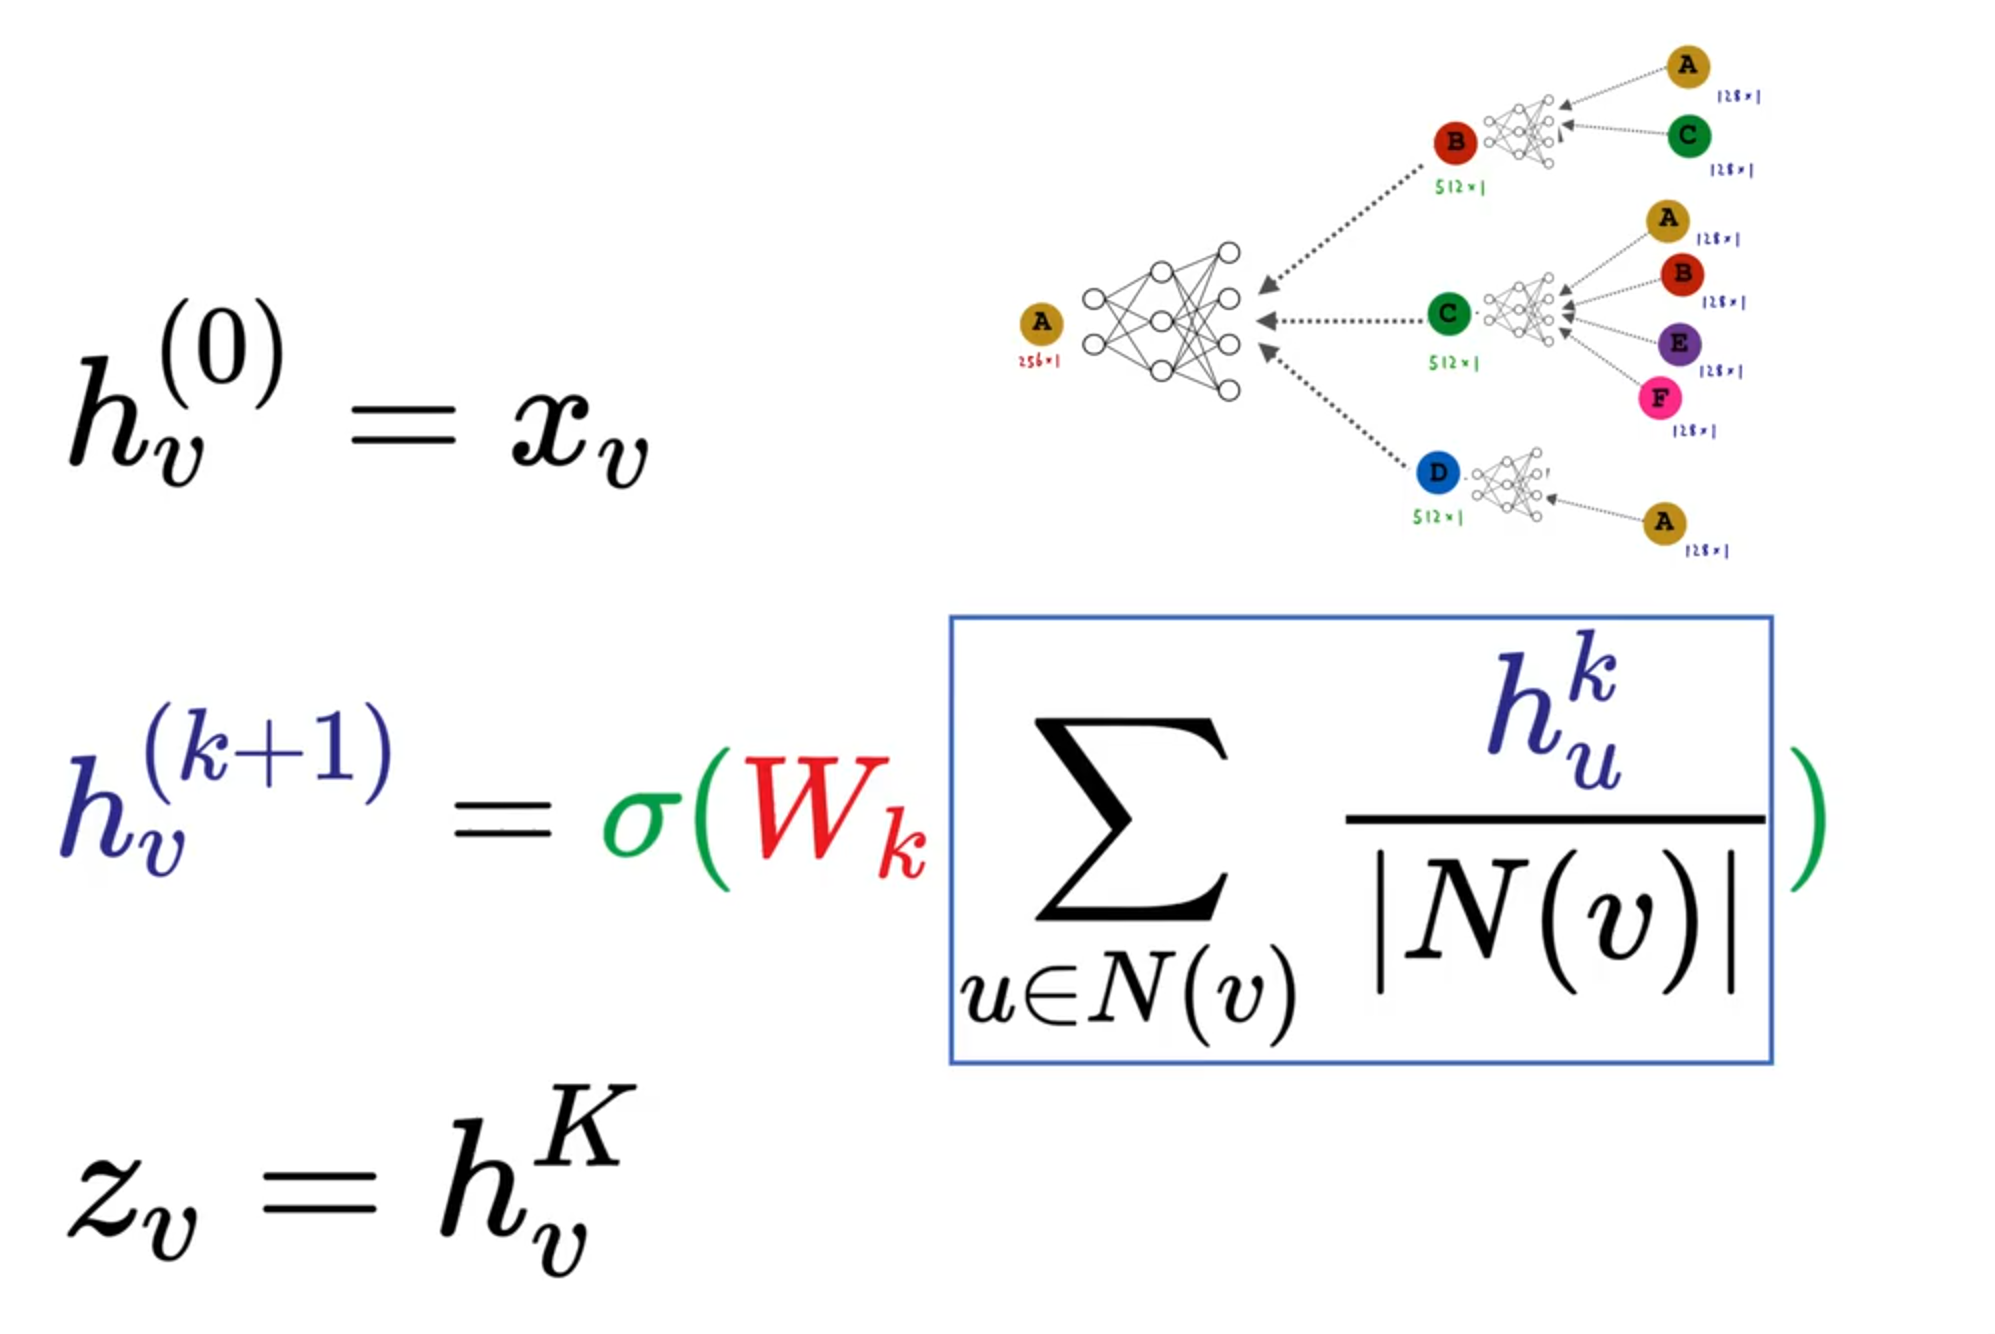 A
128×1
B
C
512×1
128×1
A
128×1
B
A
C
128×1
256×1
512×1
E
128×1
F
128×1
D
512×1
A
128×1
h_v^{(0)} = x_v
h_v^{(k+1)} = σ(W_k ∑_{u∈N(v)} h_u^k / |N(v)|)
z_v = h_v^K